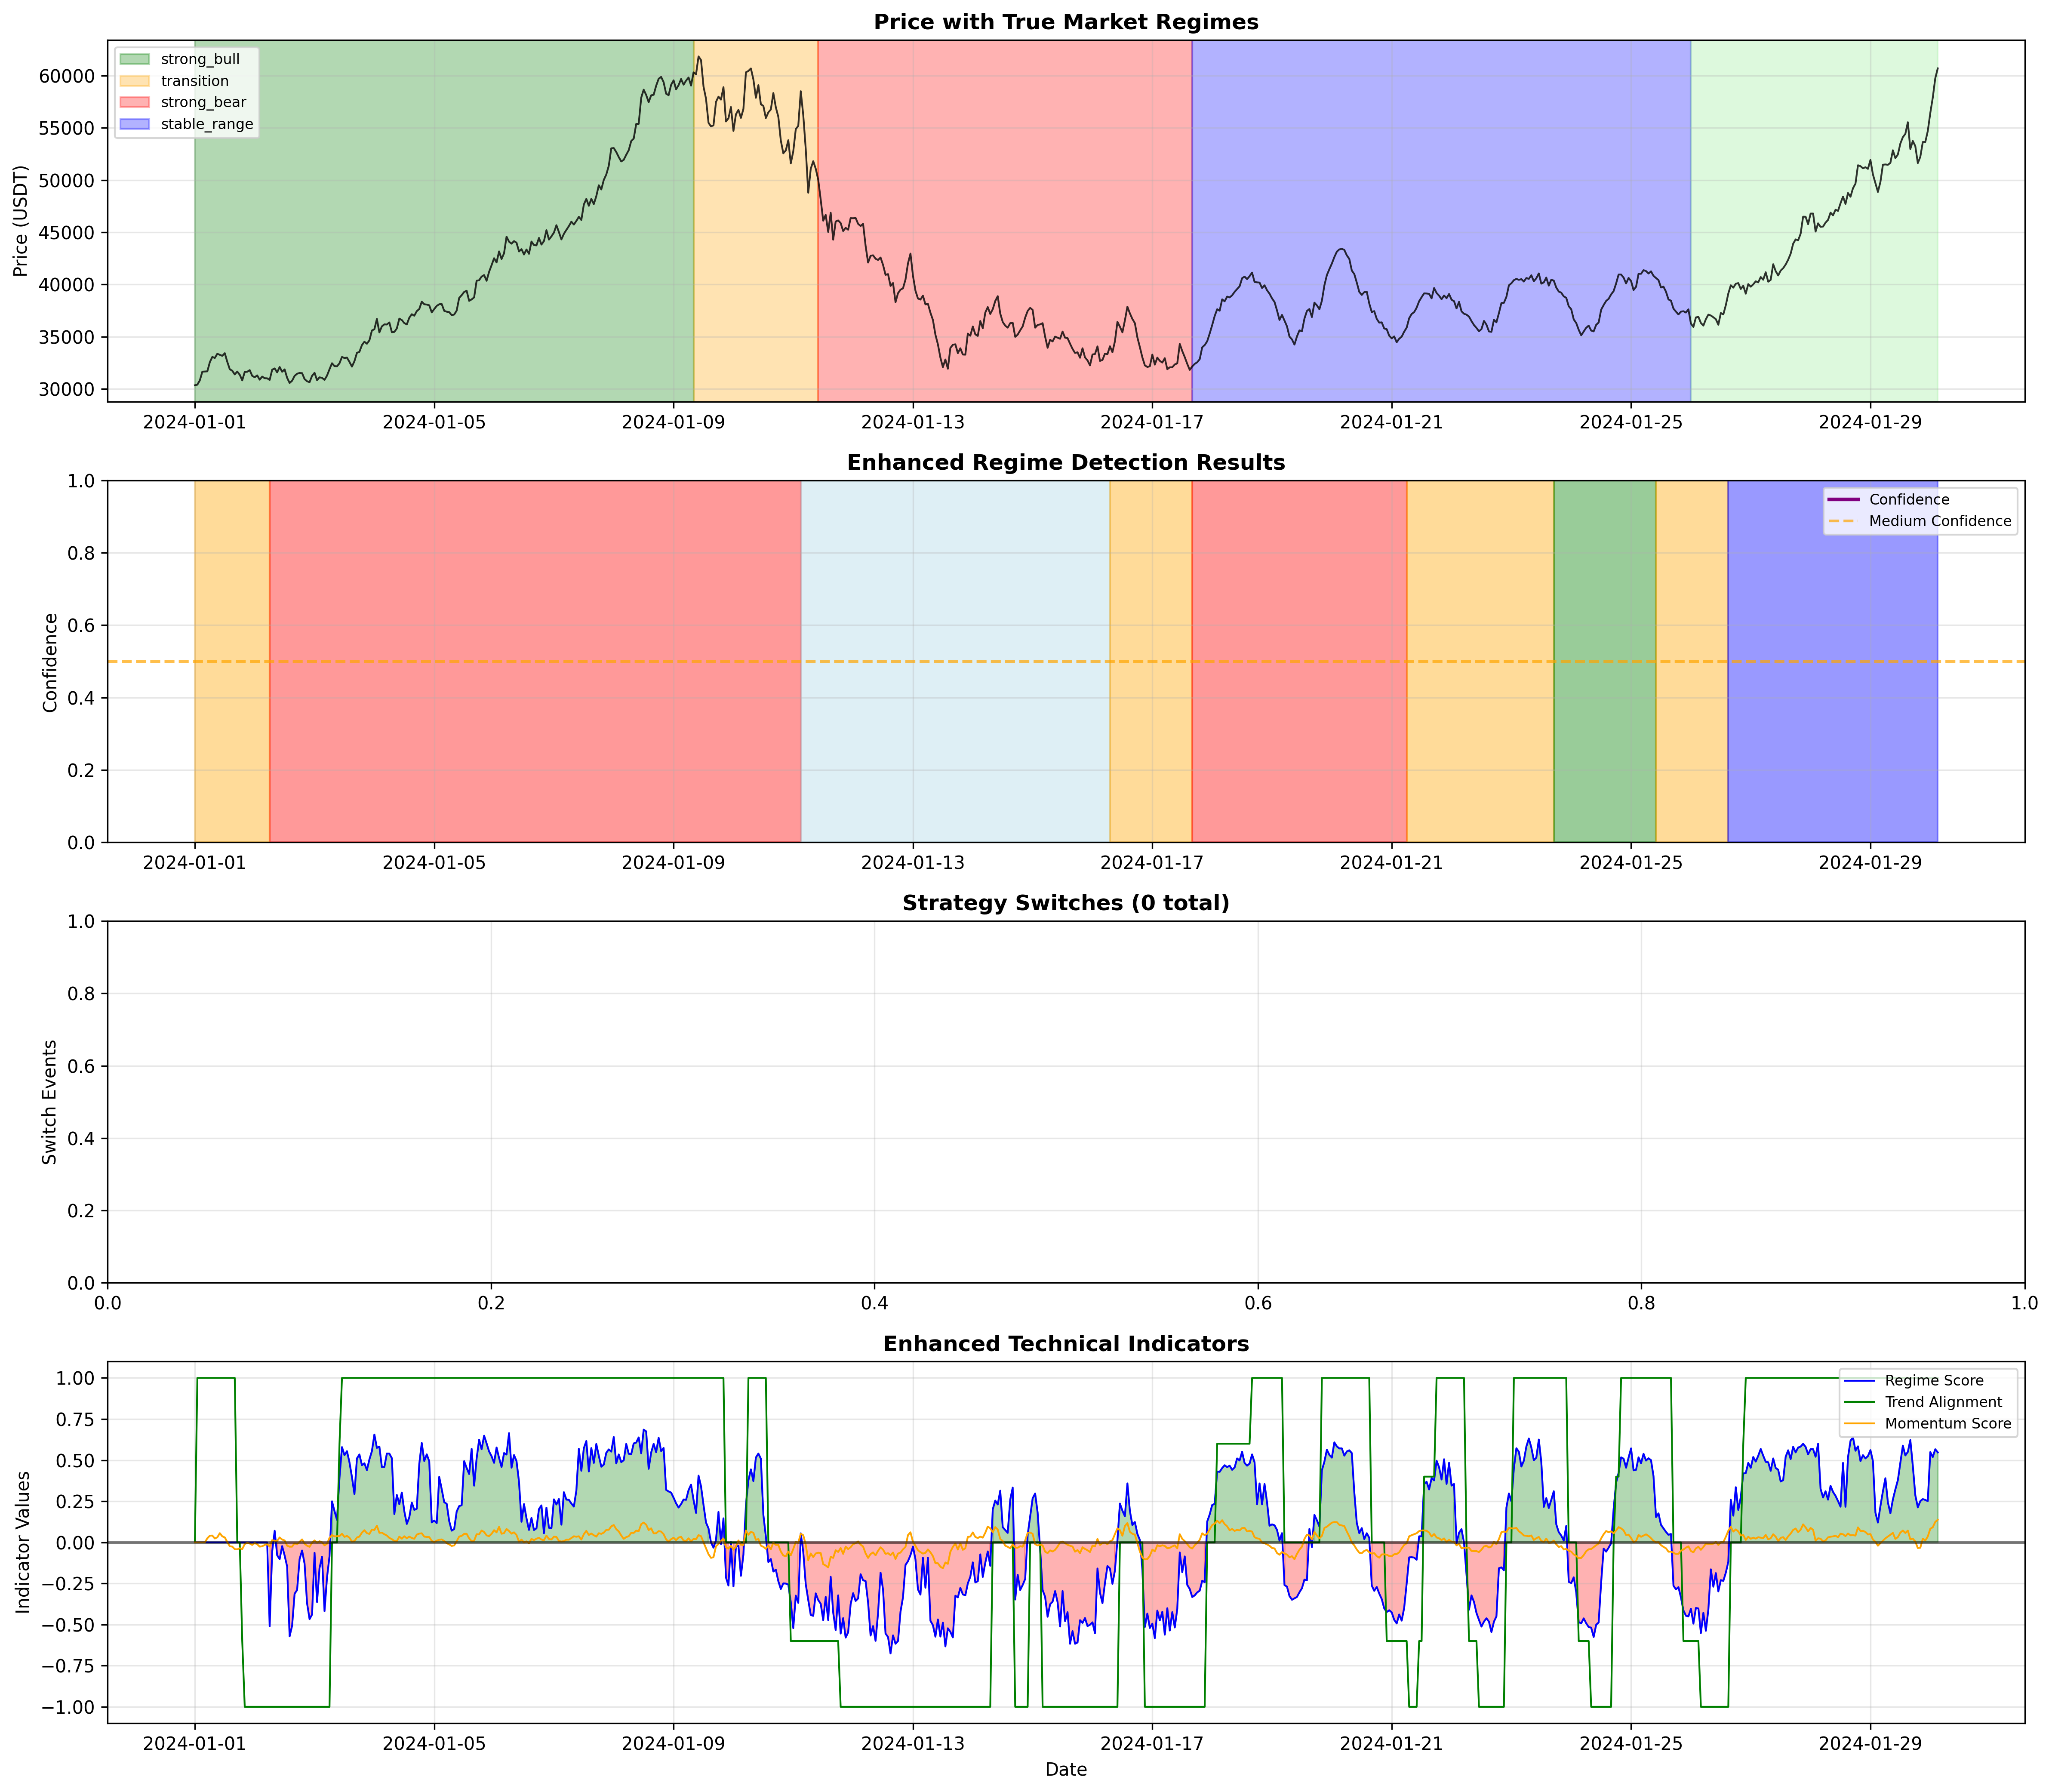 Price with True Market Regimes
strong_bull
transition
strong_bear
stable_range
Price (USDT)
60000
55000
50000
45000
40000
35000
30000
2024-01-01 2024-01-05 2024-01-09 2024-01-13 2024-01-17 2024-01-21 2024-01-25 2024-01-29
Enhanced Regime Detection Results
Confidence
Medium Confidence
Confidence
1.0
0.8
0.6
0.4
0.2
0.0
2024-01-01 2024-01-05 2024-01-09 2024-01-13 2024-01-17 2024-01-21 2024-01-25 2024-01-29
Strategy Switches (0 total)
Switch Events
1.0
0.8
0.6
0.4
0.2
0.0
0.0 0.2 0.4 0.6 0.8 1.0
Enhanced Technical Indicators
Regime Score
Trend Alignment
Momentum Score
Indicator Values
1.00
0.75
0.50
0.25
0.00
−0.25
−0.50
−0.75
−1.00
2024-01-01 2024-01-05 2024-01-09 2024-01-13 2024-01-17 2024-01-21 2024-01-25 2024-01-29
Date